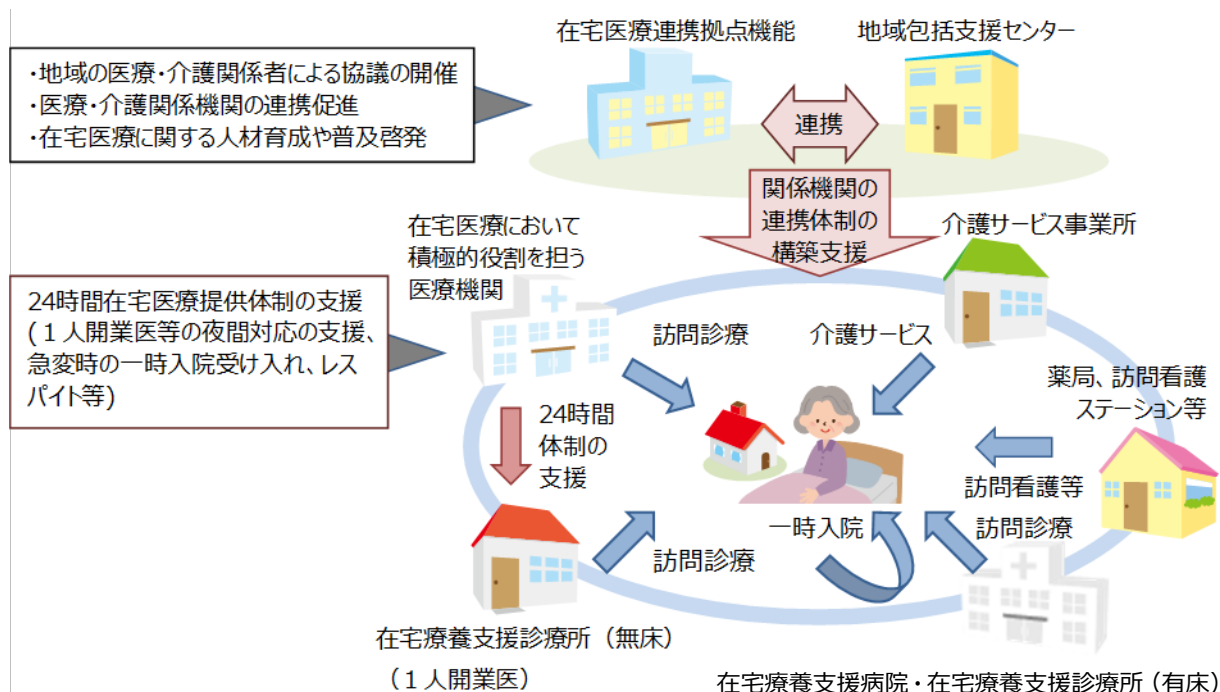 在宅医療連携拠点機能
地域包括支援センター
・地域の医療・介護関係者による協議の開催
・医療・介護関係機関の連携促進
・在宅医療に関する人材育成や普及啓発
連携
関係機関の
連携体制の
構築支援
在宅医療において
積極的役割を担う
医療機関
介護サービス事業所
24時間在宅医療提供体制の支援
(１人開業医等の夜間対応の支援、
急変時の一時入院受け入れ、レス
パイト等)
訪問診療
介護サービス
薬局、訪問看護
ステーション等
24時間
体制の
支援
訪問看護等
一時入院
訪問診療
訪問診療
在宅療養支援診療所（無床）
（１人開業医）
在宅療養支援病院・在宅療養支援診療所（有床）